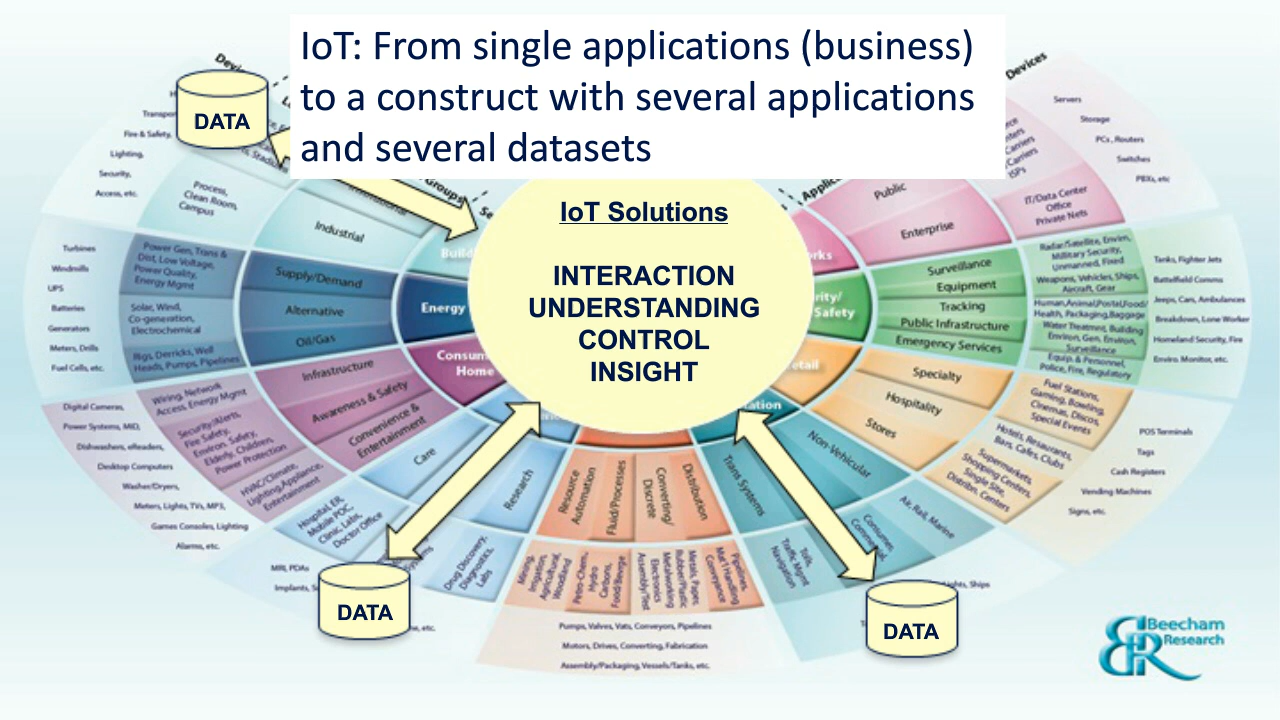 IoT: From single applications (business)
to a construct with several applications
and several datasets
DATA
Fire & Safety,
Lighting,
Security,
Access, etc.
Process,
Clean Room,
Campus
Industrial
Groups
IoT Solutions
INTERACTION
UNDERSTANDING
CONTROL
INSIGHT
Devices
Servers
Storage
PCs, Routers
Switches
PBXs, etc
ISPs
IT/Data Center
Office
Private Nets
Public
Enterprise
Turbines
Windmills
UPS
Batteries
Generators
Meters, Drills
Fuel Cells, etc.
Power Gen, Trans &
Dist, Low Voltage,
Power Quality,
Energy Mgmt
Solar, Wind,
Co-generation,
Electrochemical
Rigs, Derricks, Well
Heads, Pumps, Pipelines
Supply/Demand
Alternative
Oil/Gas
Energy
Home
Safety
Surveillance
Equipment
Tracking
Public Infrastructure
Emergency Services
Radar/Satellite, Environ,
Military Security,
Unmanned, Fixed
Weapons, Vehicles, Ships,
Aircraft, Gear
Human, Animal, Postal, Food/
Health, Packaging, Baggage
Water Treatment, Building
Environ, Gen. Environ,
Surveillance
Equip. & Personnel,
Police, Fire, Regulatory
Tanks, Fighter Jets
Battlefield Comms
Jeeps, Cars, Ambulances
Breakdown, Lone Worker
Homeland Security, Fire
Enviro. Monitor, etc.
Digital Cameras,
Power Systems, MID,
Dishwashers, eReaders,
Desktop Computers
Washer/Dryers,
Meters, Lights, TVs, MP3,
Games Consoles, Lighting
Alarms, etc.
Wiring, Network
Access, Energy Mgmt
Security/Alerts,
Fire Safety,
Environ. Safety,
Elderly, Children,
Power Protection
HVAC/Climate,
Lighting, Appliance,
Entertainment
Infrastructure
Awareness & Safety
Convenience &
Entertainment
Specialty
Hospitality
Stores
Fuel Stations,
Gaming, Bowling,
Cinemas, Discos,
Special Events
Hotels, Restaurants,
Bars, Cafes, Clubs
Supermarkets,
Shopping Centers,
Single Site,
Distribn. Centers
POS Terminals
Tags
Cash Registers
Vending Machines
Signs, etc.
Care
Research
Hospital, ER,
Mobile POC,
Clinic, Labs,
Doctor Office
Drug Discovery,
Diagnostics,
Labs
MRI, PDAs
DATA
Resource
Automation
Fluid/Processes
Converting/
Discrete
Distribution
Mining,
Irrigation,
Agricultural,
Woodland
Petro-Chem,
Hydro
Carbons,
Food/Beverge
Metals, Paper,
Rubber/Plastic
Metalworking
Electronics
Assembly/Test
Pipelines,
Mat'l Handling
Conveyance
Pumps, Valves, Vats, Conveyors, Pipelines
Motors, Drives, Converting, Fabrication
Assembly/Packaging, Vessels/Tanks, etc.
Trans Systems
Non-Vehicular
Air, Rail, Marine
Tolls,
Traffic Mgmt
Navigation
Ships
DATA
Beecham
Research